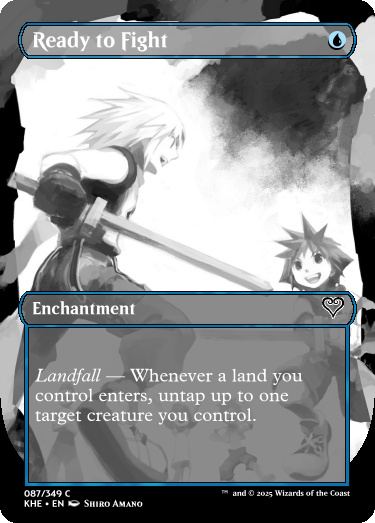 Ready to Fight
Enchantment
Landfall — Whenever a land you
control enters, untap up to one
target creature you control.
087/349 C
KHE • EN Shiro Amano
™ and © 2025 Wizards of the Coast